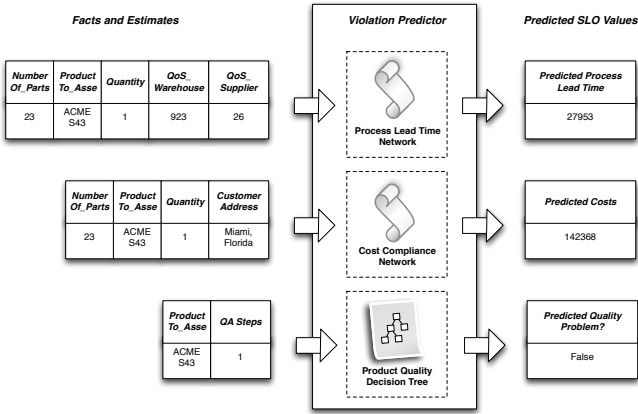 Facts and Estimates
Violation Predictor
Predicted SLO Values
Number Of_Parts
Product To_Asse
Quantity
QoS_ Warehouse
QoS_ Supplier
23
ACME S43
1
923
26
Process Lead Time Network
Predicted Process Lead Time
27953
Number Of_Parts
Product To_Asse
Quantity
Customer Address
23
ACME S43
1
Miami, Florida
Cost Compliance Network
Predicted Costs
142368
Product To_Asse
QA Steps
ACME S43
1
Product Quality Decision Tree
Predicted Quality Problem?
False